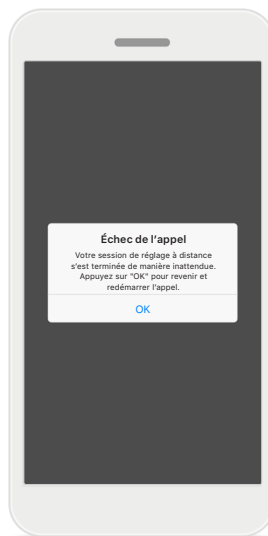 Échec de l’appel
Votre session de réglage à distance
s’est terminée de manière inattendue.
Appuyez sur "OK" pour revenir et
redémarrer l’appel.
OK